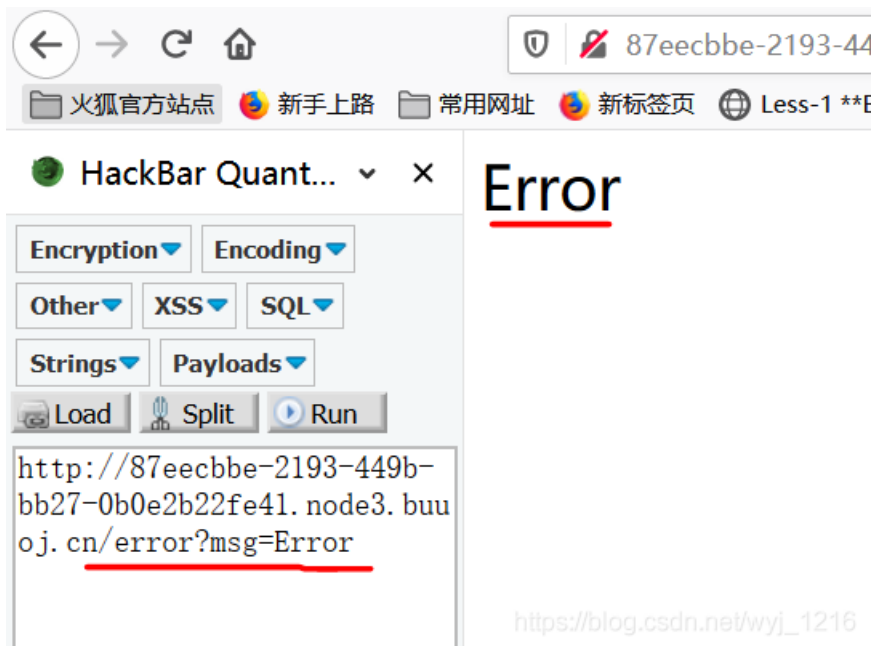 87eecbbe-2193-44
火狐官方站点 新手上路 常用网址 新标签页 Less-1 **E
HackBar Quant...
Error
Encryption Encoding
Other XSS SQL
Strings Payloads
Load Split Run
http://87eecbbe-2193-449b-
bb27-0b0e2b22fe41.node3.buu
oj.cn/error?msg=Error
https://blog.csdn.net/wyj_1216